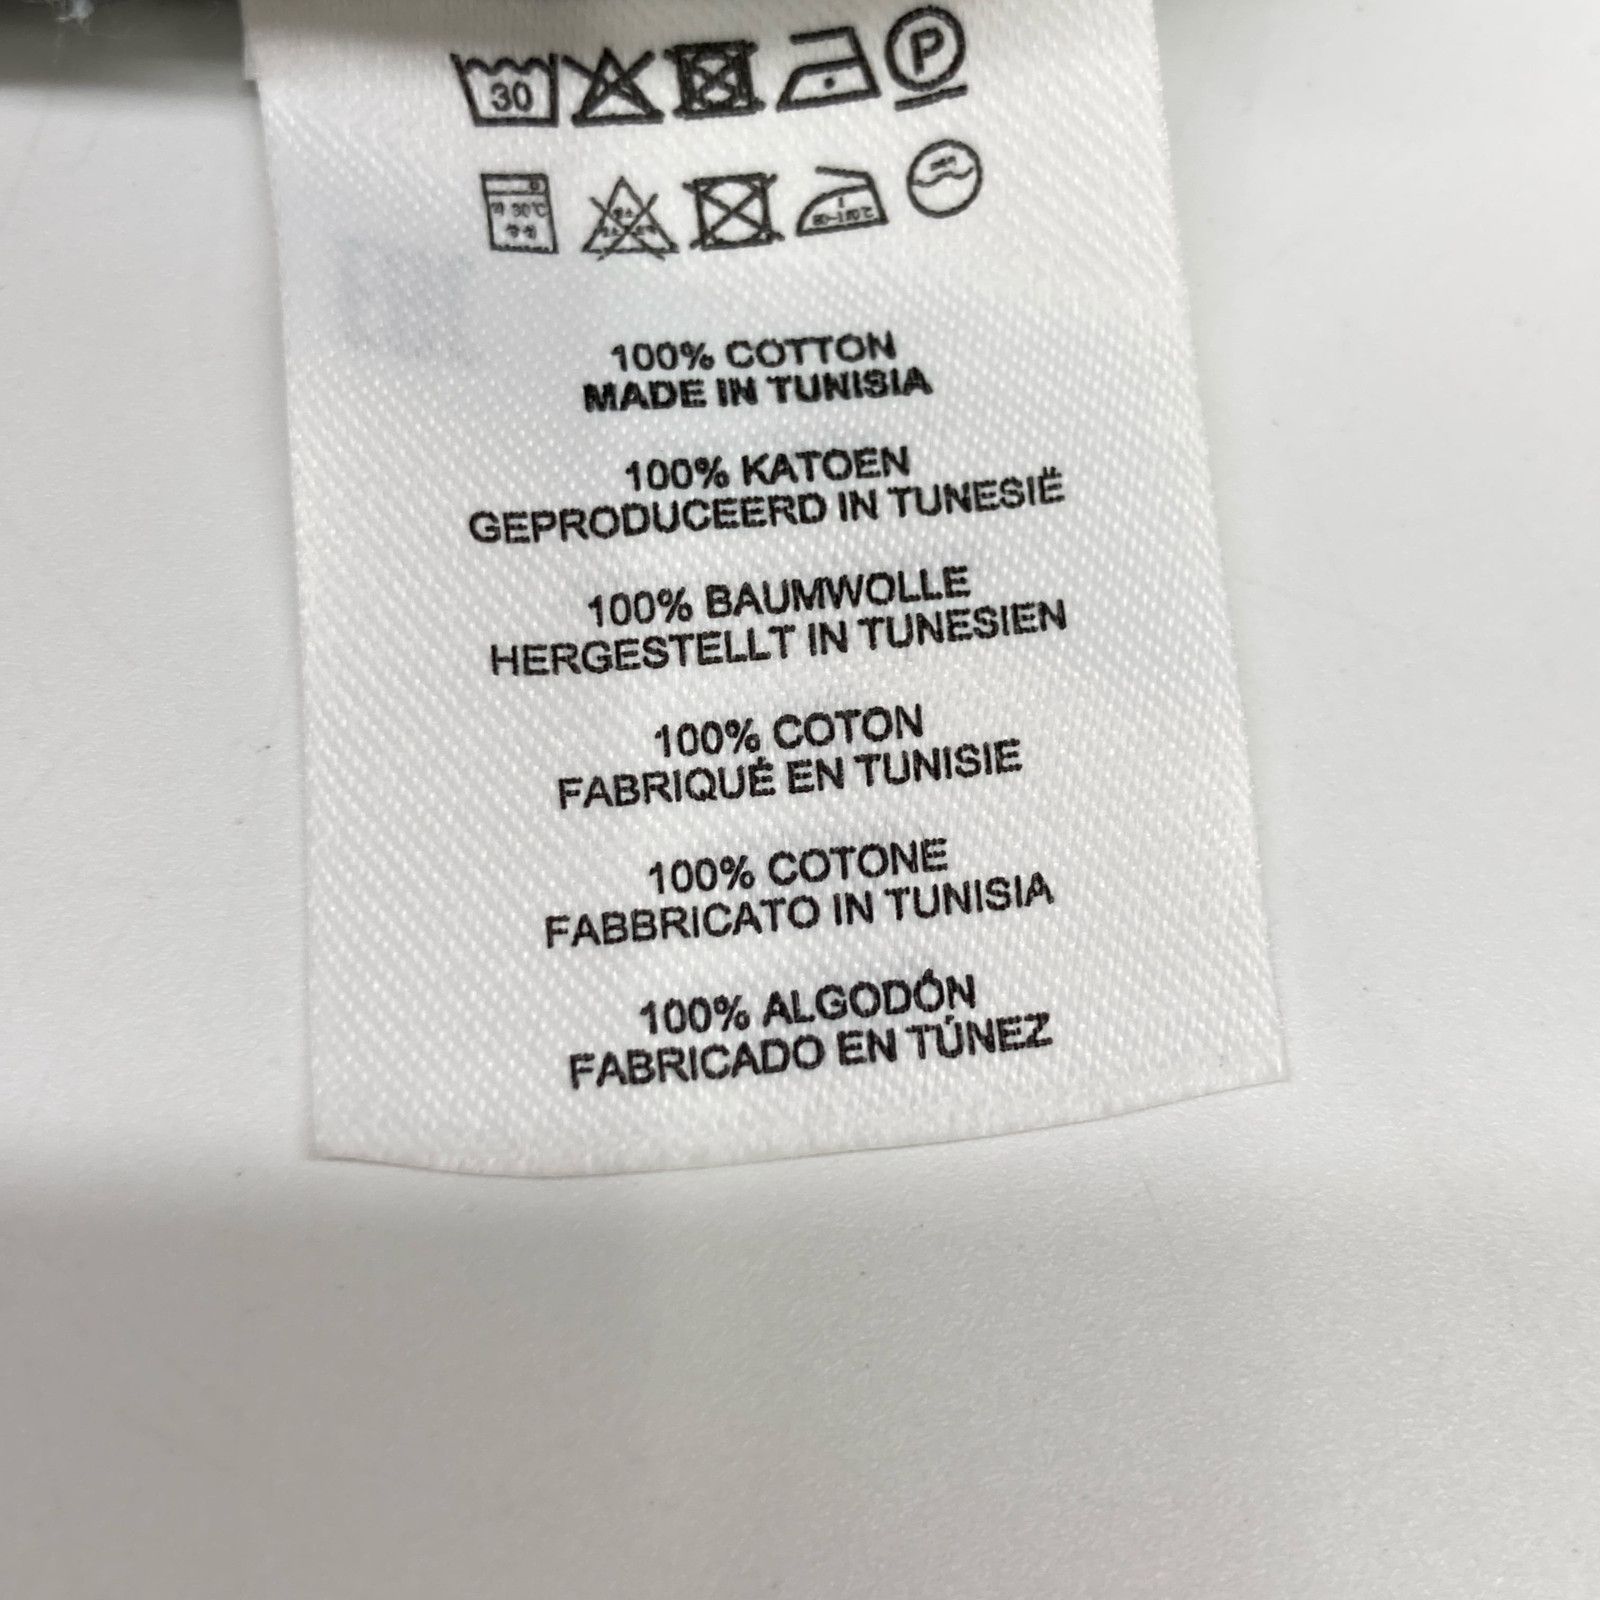 30 P
30℃
100% COTTON
MADE IN TUNISIA
100% KATOEN
GEPRODUCEERD IN TUNESIË
100% BAUMWOLLE
HERGESTELLT IN TUNESIEN
100% COTON
FABRIQUÉ EN TUNISIE
100% COTONE
FABBRICATO IN TUNISIA
100% ALGODÓN
FABRICADO EN TÚNEZ